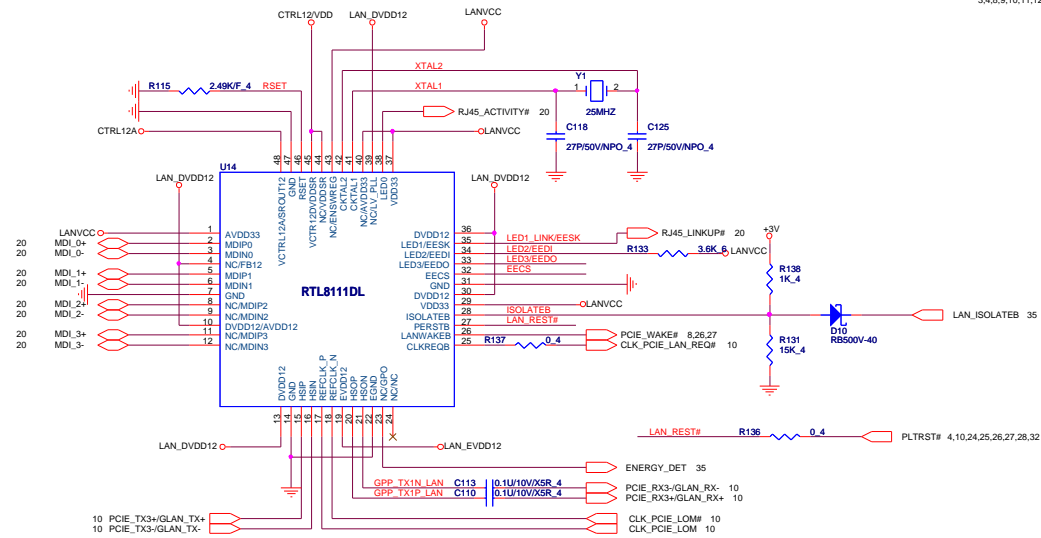 3,4,8,9,10,11,12
CTRL12/VDD LAN_DVDD12 LANVCC
XTAL2
XTAL1
Y1
1 2
25MHZ
R115 2.49K/F_4 RSET
RJ45_ACTIVITY# 20
CTRL12A
LANVCC
C118
27P/50V/NPO_4
C125
27P/50V/NPO_4
48 47 46 45 44 43 42 41 40 39 38 37
U14
VCTRL12A/SROUT12
GND
RSET
VCTR12DVDDSR
NC/VDDSR
NC/ENSWREG
CKTAL2
CKTAL1
NC/AVDD33
NC/LV_PLL
LED0
VDD33
LAN_DVDD12
LAN_DVDD12
LANVCC 1 AVDD33
20 MDI_0+ 2 MDIP0
20 MDI_0- 3 MDIN0
4 NC/FB12
20 MDI_1+ 5 MDIP1
20 MDI_1- 6 MDIN1
7 GND
20 MDI_2+ 8 NC/MDIP2
20 MDI_2- 9 NC/MDIN2
10 DVDD12/AVDD12
20 MDI_3+ 11 NC/MDIP3
20 MDI_3- 12 NC/MDIN3
RTL8111DL
DVDD12 36
LED1/EESK 35 LED1_LINK/EESK RJ45_LINKUP# 20
LED2/EEDI 34 LED2/EEDI R133 3.6K_6 LANVCC
LED3/EEDO 33 LED3/EEDO
EECS 32 EECS
GND 31
DVDD12 30
VDD33 29 LANVCC
ISOLATEB 28 ISOLATEB
PERSTB 27 LAN_REST#
LANWAKEB 26 PCIE_WAKE# 8,26,27
CLKREQB 25 R137 0_4 CLK_PCIE_LAN_REQ# 10
+3V
R138
1K_4
R131
15K_4
D10
RB500V-40
LAN_ISOLATEB 35
DVDD12
GND
HSIP
HSIN
REFCLK_P
REFCLK_N
EVDD12
HSOP
HSON
EGND
NC/GPO
NC/NC
13 14 15 16 17 18 19 20 21 22 23 24
LAN_DVDD12
LAN_EVDD12
LAN_REST# R136 0_4 PLTRST# 4,10,24,25,26,27,28,32
ENERGY_DET 35
GPP_TX1N_LAN C113 0.1U/10V/X5R_4 PCIE_RX3-/GLAN_RX- 10
GPP_TX1P_LAN C110 0.1U/10V/X5R_4 PCIE_RX3+/GLAN_RX+ 10
10 PCIE_TX3+/GLAN_TX+
10 PCIE_TX3-/GLAN_TX-
CLK_PCIE_LOM# 10
CLK_PCIE_LOM 10